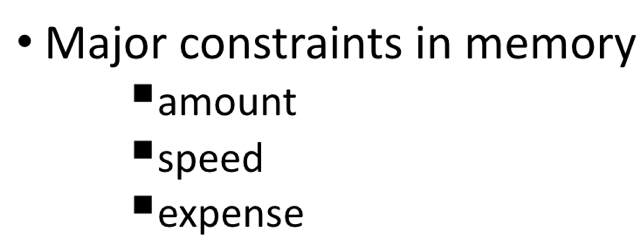 • Major constraints in memory
▪ amount
▪ speed
▪ expense